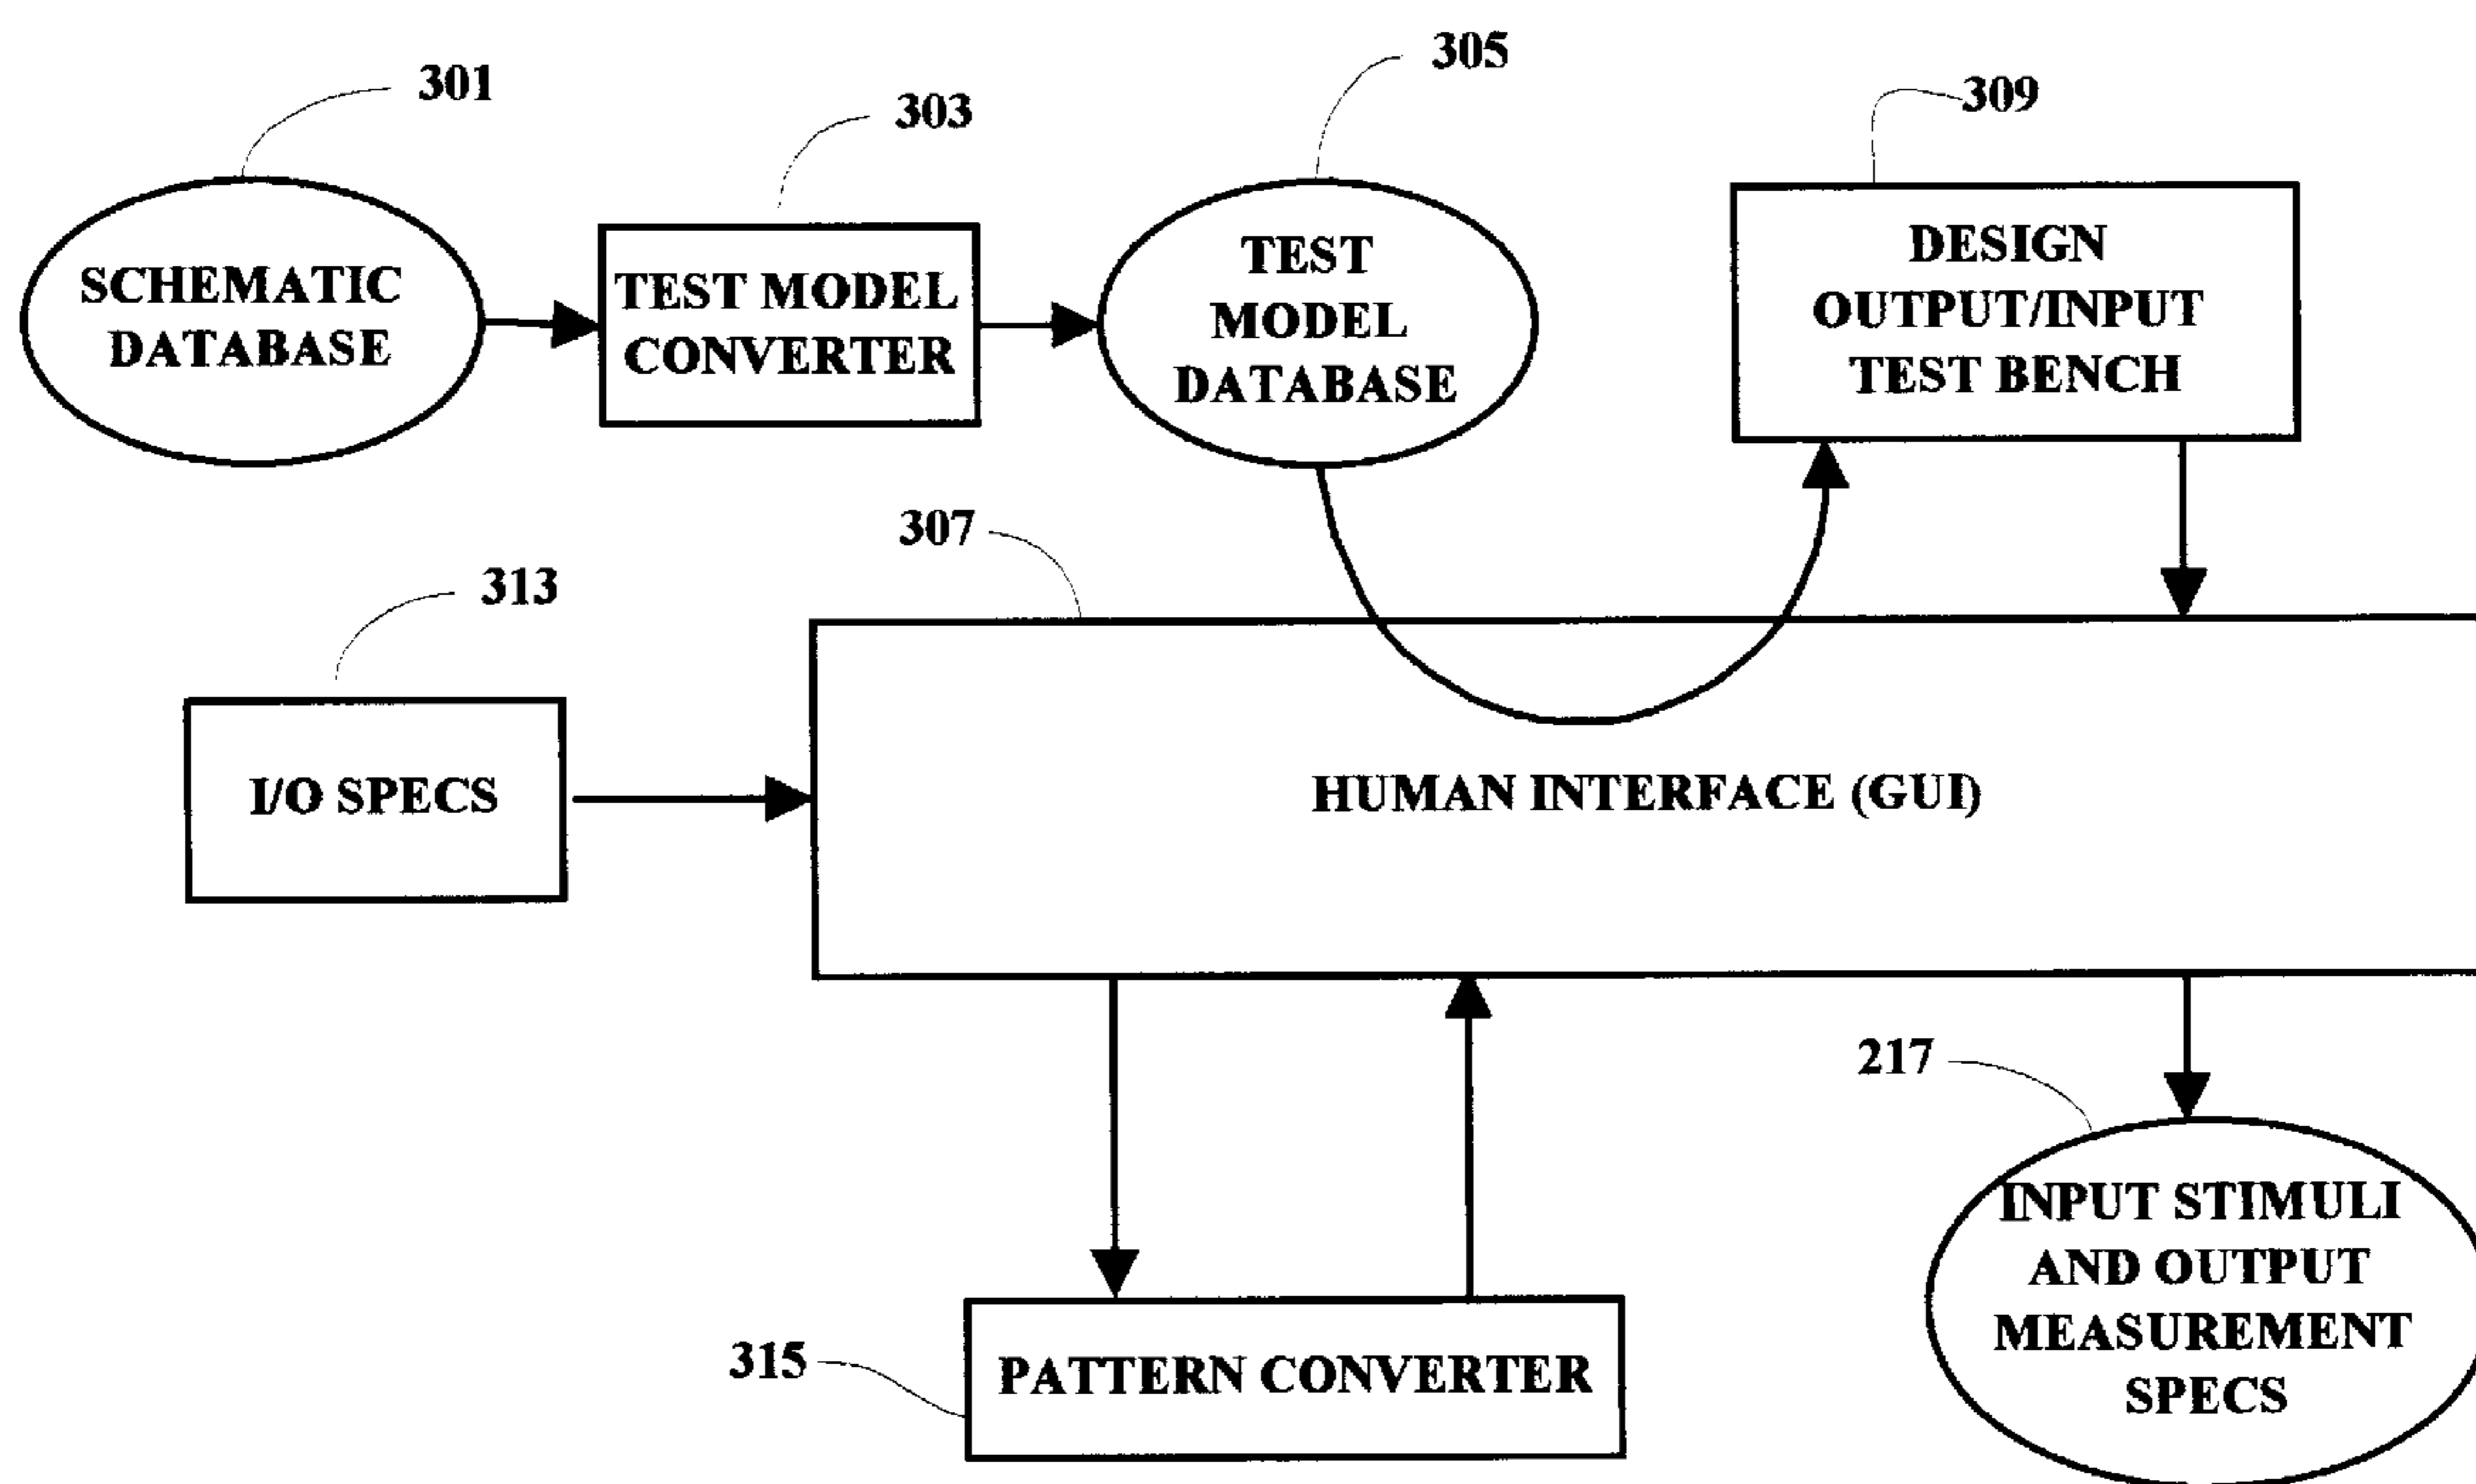 301
303
305
309
SCHEMATIC
DATABASE
TEST MODEL
CONVERTER
TEST
MODEL
DATABASE
DESIGN
OUTPUT/INPUT
TEST BENCH
307
313
I/O SPECS
HUMAN INTERFACE (GUI)
217
INPUT STIMULI
AND OUTPUT
MEASUREMENT
SPECS
315
PATTERN CONVERTER